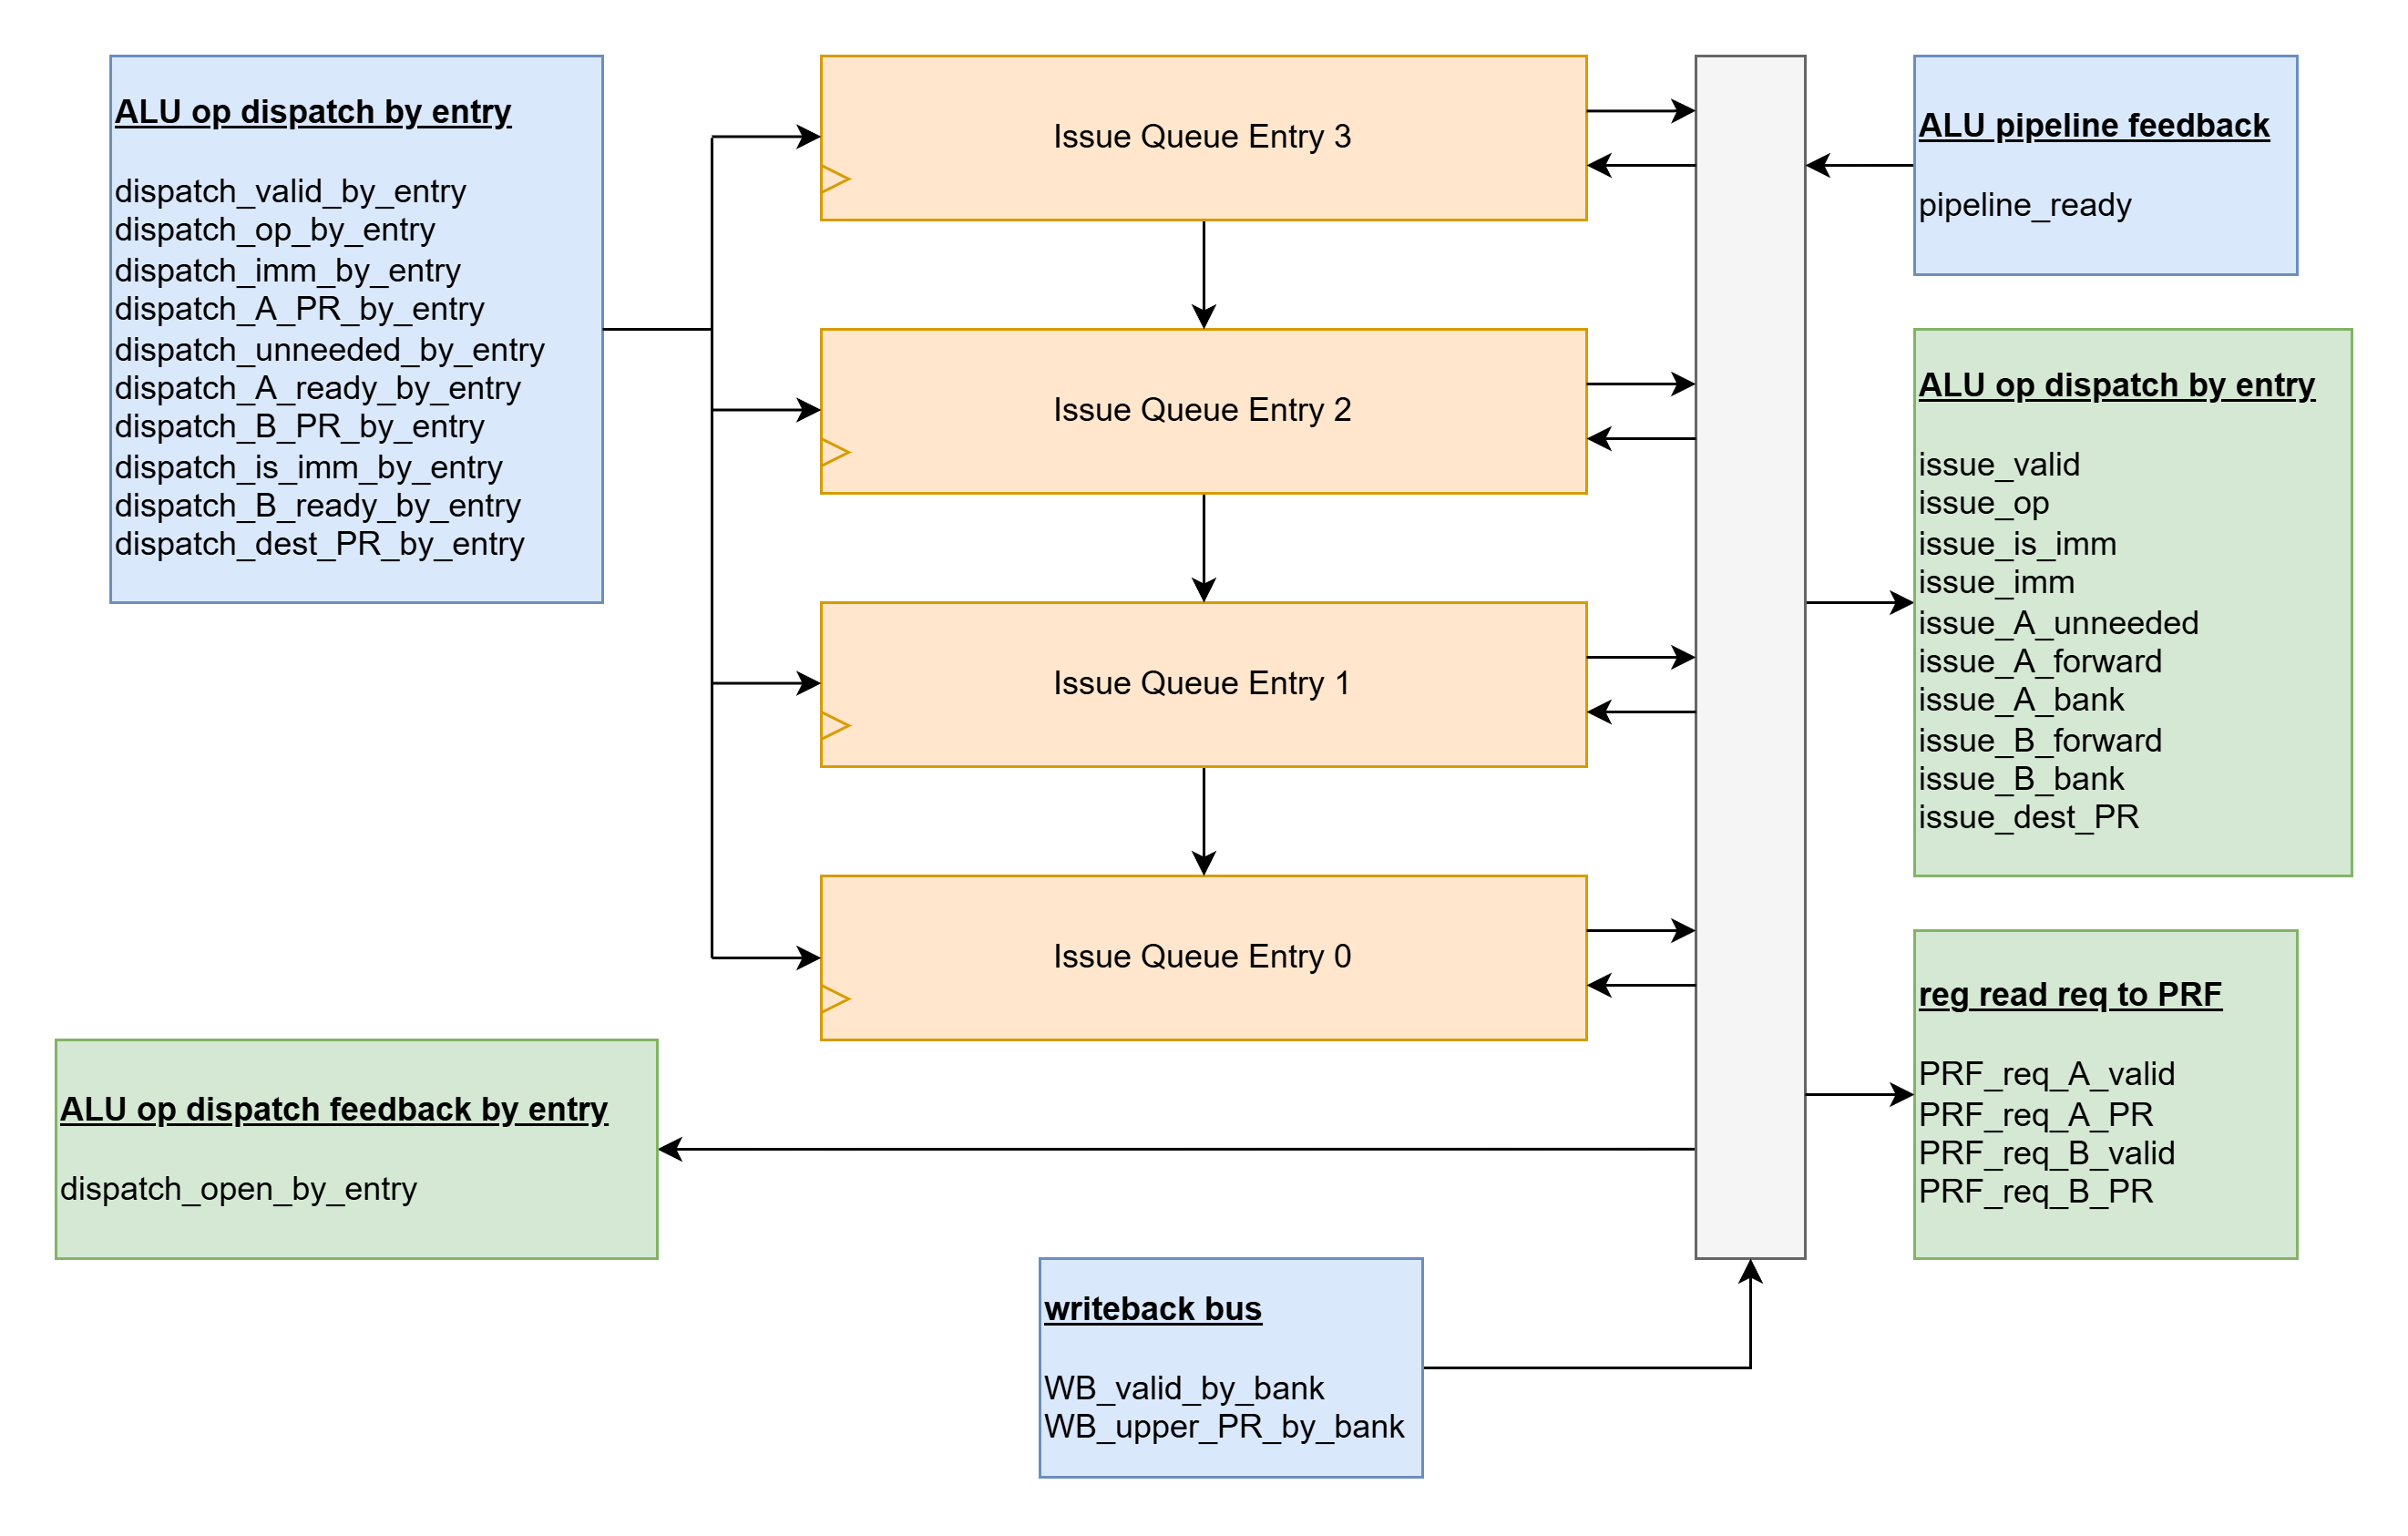 ALU op dispatch by entry
dispatch_valid_by_entry
dispatch_op_by_entry
dispatch_imm_by_entry
dispatch_A_PR_by_entry
dispatch_unneeded_by_entry
dispatch_A_ready_by_entry
dispatch_B_PR_by_entry
dispatch_is_imm_by_entry
dispatch_B_ready_by_entry
dispatch_dest_PR_by_entry
Issue Queue Entry 3
Issue Queue Entry 2
Issue Queue Entry 1
Issue Queue Entry 0
ALU pipeline feedback
pipeline_ready
ALU op dispatch by entry
issue_valid
issue_op
issue_is_imm
issue_imm
issue_A_unneeded
issue_A_forward
issue_A_bank
issue_B_forward
issue_B_bank
issue_dest_PR
reg read req to PRF
PRF_req_A_valid
PRF_req_A_PR
PRF_req_B_valid
PRF_req_B_PR
ALU op dispatch feedback by entry
dispatch_open_by_entry
writeback bus
WB_valid_by_bank
WB_upper_PR_by_bank